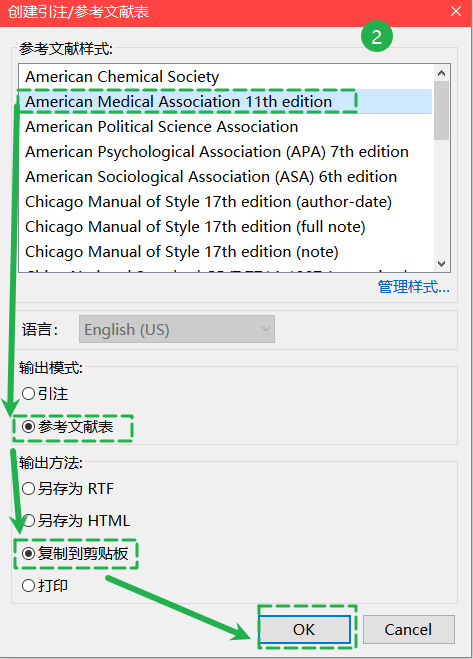 创建引注/参考文献表
2
参考文献样式:
American Chemical Society
American Medical Association 11th edition
American Political Science Association
American Psychological Association (APA) 7th edition
American Sociological Association (ASA) 6th edition
Chicago Manual of Style 17th edition (author-date)
Chicago Manual of Style 17th edition (full note)
Chicago Manual of Style 17th edition (note)
管理样式...
语言:
English (US)
输出模式:
引注
参考文献表
输出方法:
另存为 RTF
另存为 HTML
复制到剪贴板
打印
OK
Cancel